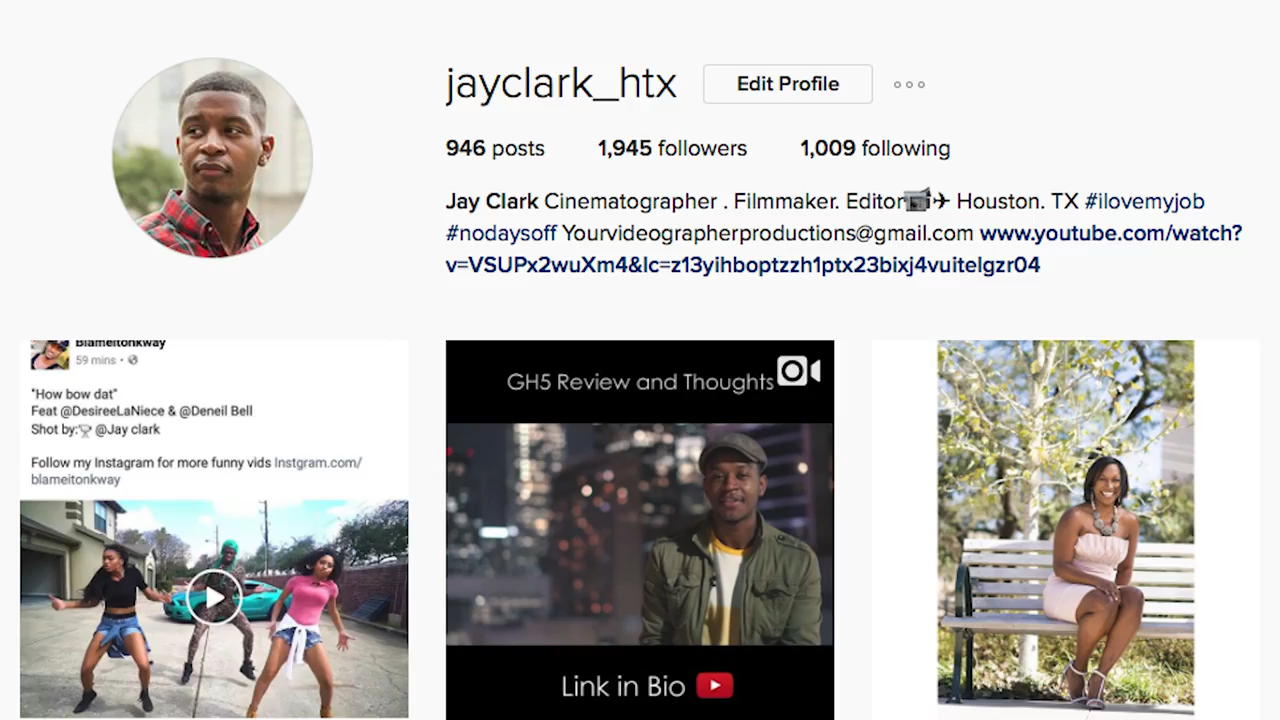 jayclark_htx Edit Profile
946 posts 1,945 followers 1,009 following
Jay Clark Cinematographer . Filmmaker. Editor Houston. TX #ilovemyjob
#nodaysoff Yourvideographerproductions@gmail.com www.youtube.com/watch?
v=VSUPx2wuXm4&lc=z13yihboptzzh1ptx23bixj4vuitelgzr04
Blameitonkway
59 mins •
"How bow dat"
Feat @DesireeLaNiece & @Deneil Bell
Shot by: @Jay clark
Follow my Instagram for more funny vids Instgram.com/
blameitonkway
GH5 Review and Thoughts
Link in Bio